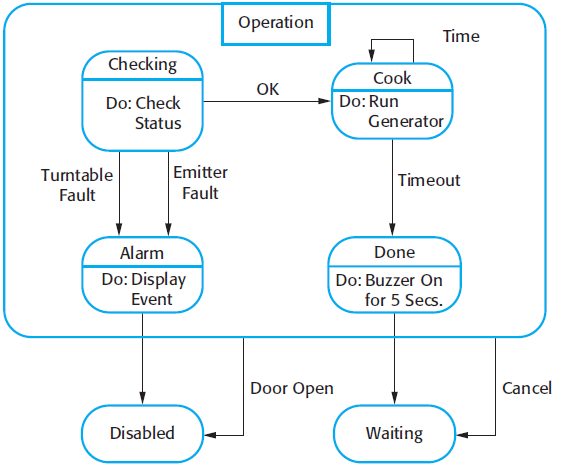 Operation
Time
Checking
Cook
Do: Check
Status
OK
Do: Run
Generator
Turntable
Fault
Emitter
Fault
Timeout
Alarm
Do: Display
Event
Done
Do: Buzzer On
for 5 Secs.
Door Open
Cancel
Disabled
Waiting